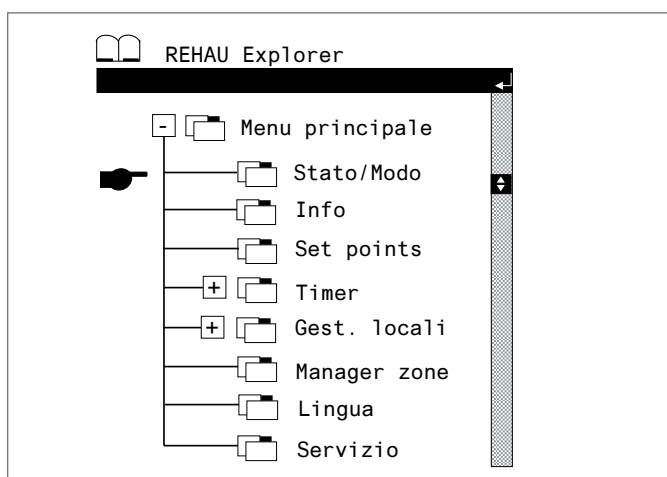 REHAU Explorer
- Menu principale
Stato/Modo
Info
Set points
+ Timer
+ Gest. locali
Manager zone
Lingua
Servizio